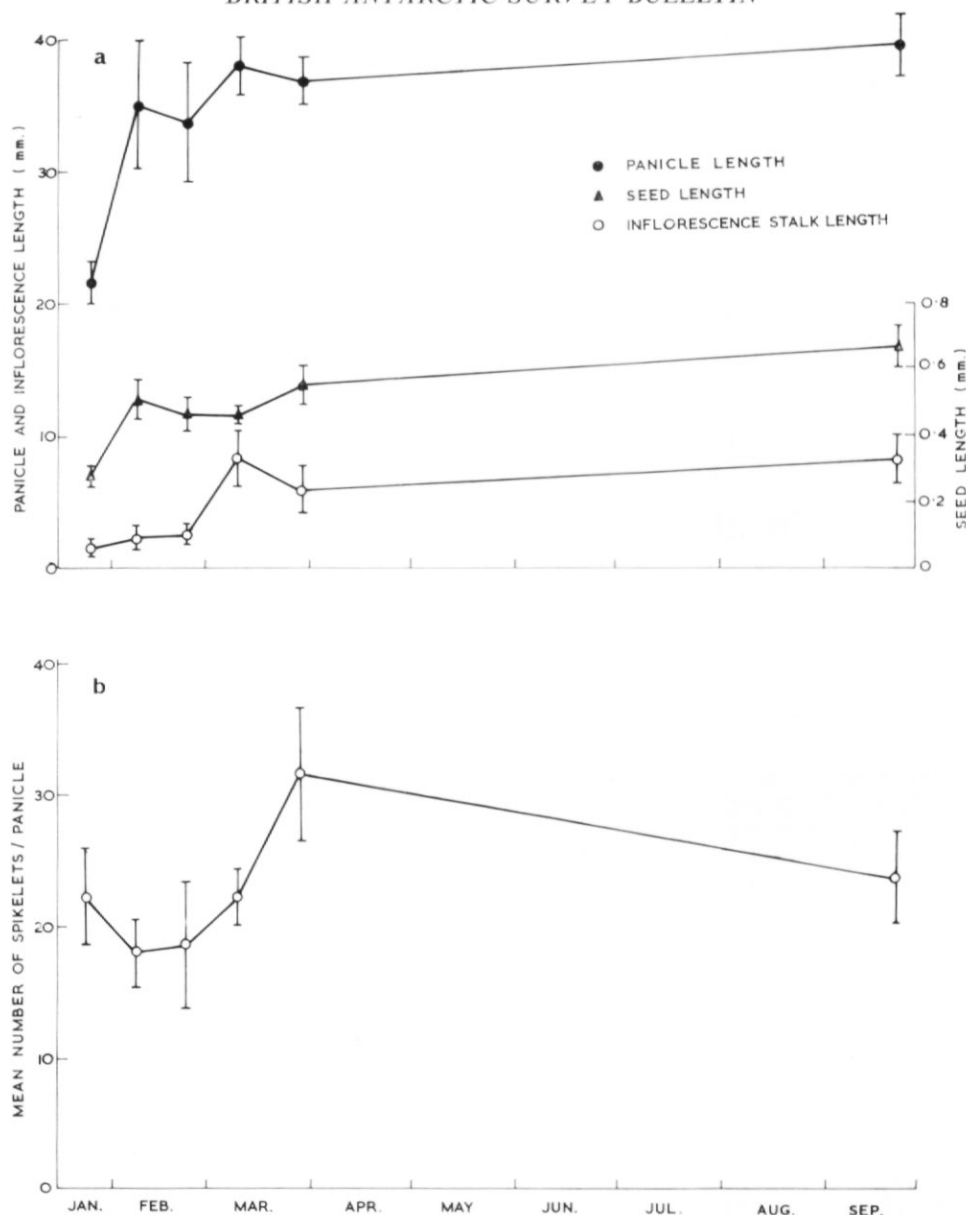 BRITISH ANTARCTIC SURVEY BULLETIN
a
40
30
20
10
0
PANICLE AND INFLORESCENCE LENGTH (mm.)
PANICLE LENGTH
SEED LENGTH
INFLORESCENCE STALK LENGTH
0·8
0·6
0·4
0·2
0
SEED LENGTH (mm.)
b
40
30
20
10
0
MEAN NUMBER OF SPIKELETS / PANICLE
JAN. FEB. MAR. APR. MAY JUN. JUL. AUG. SEP.